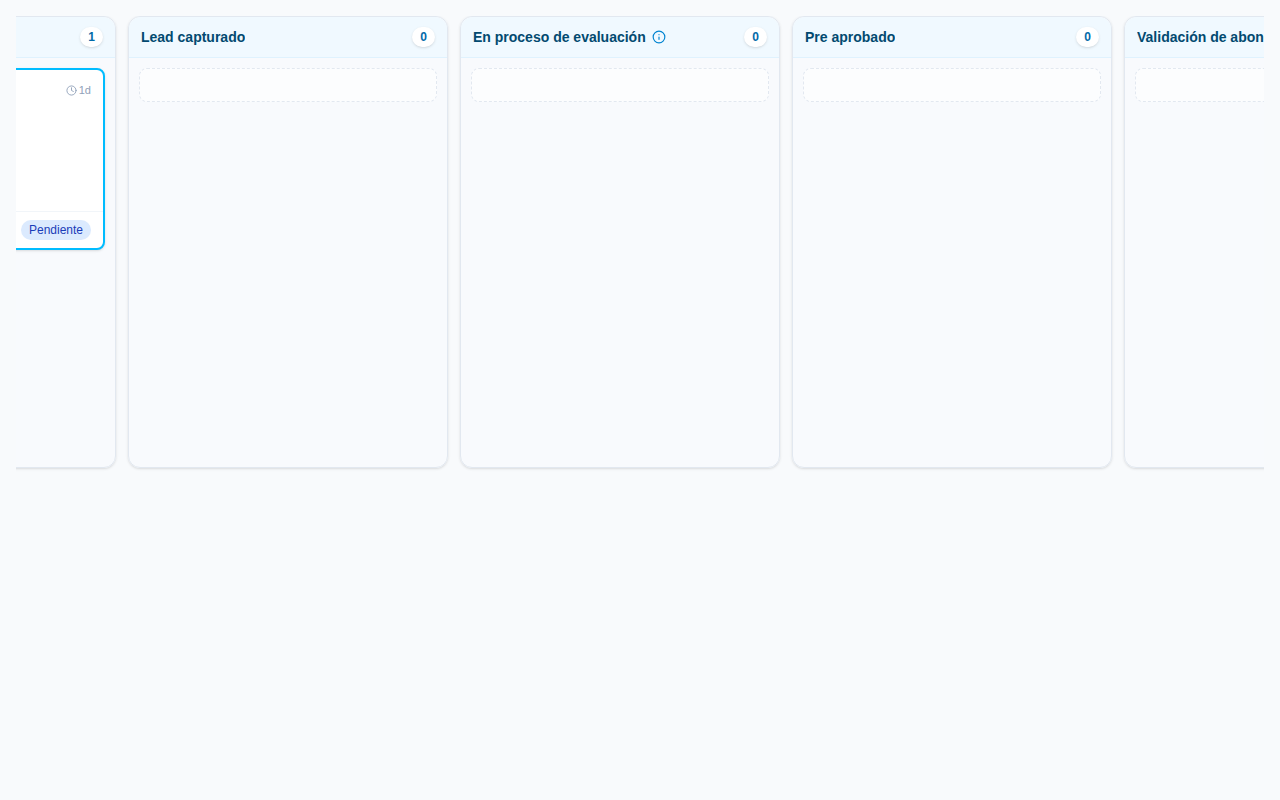 1
1d
Pendiente
Lead capturado 0
En proceso de evaluación 0
Pre aprobado 0
Validación de abon